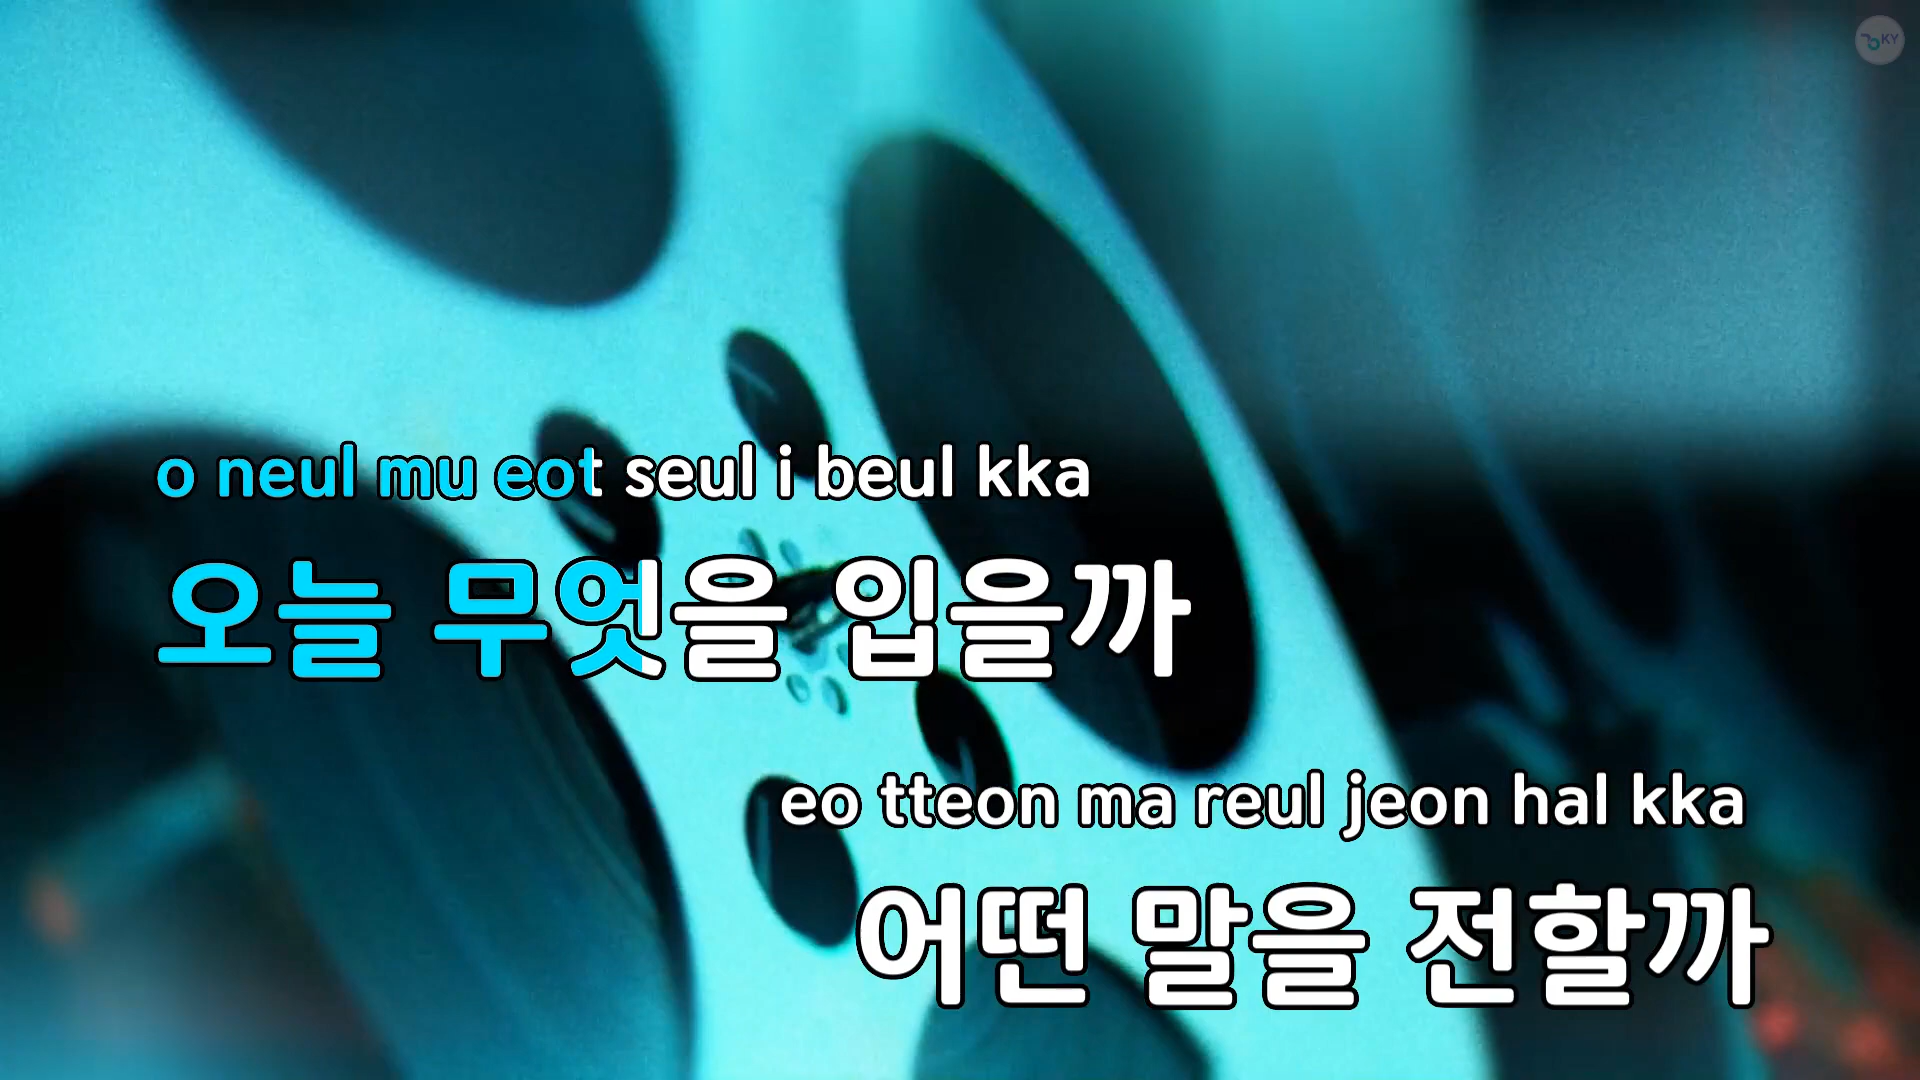 KY
o neul mu eot seul i beul kka
오늘 무엇을 입을까
eo tteon ma reul jeon hal kka
어떤 말을 전할까